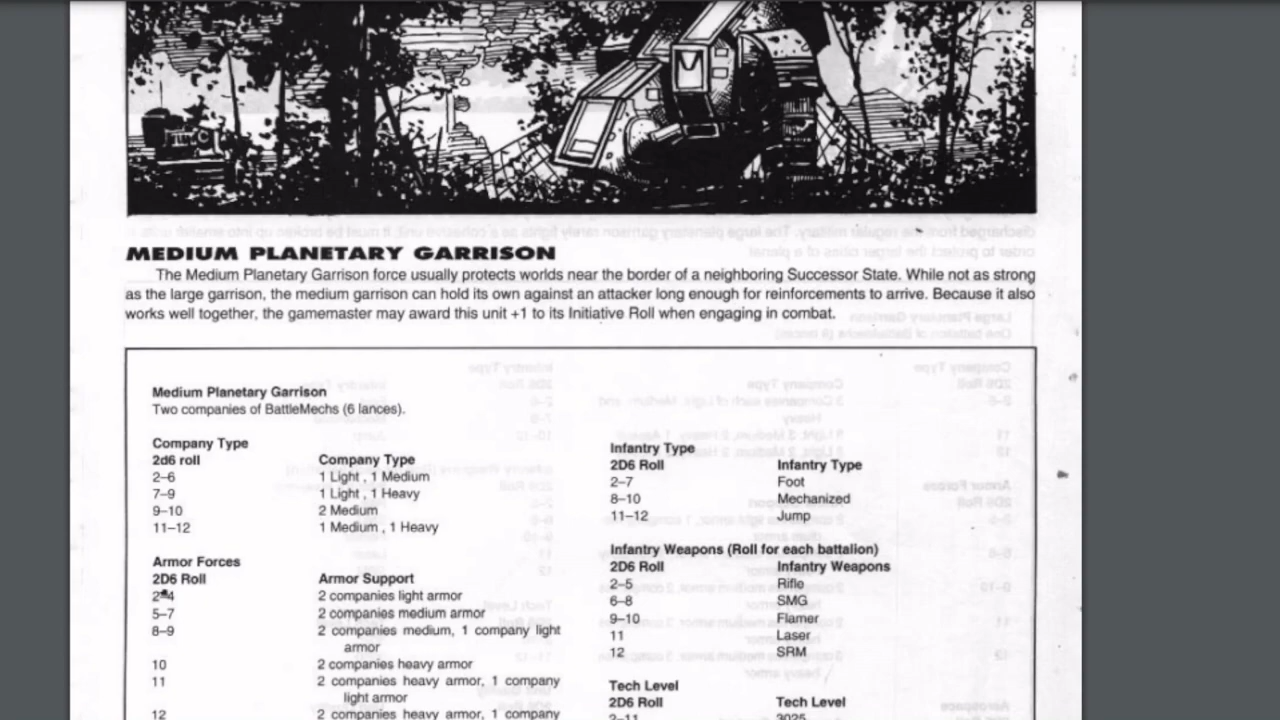 MEDIUM PLANETARY GARRISON
The Medium Planetary Garrison force usually protects worlds near the border of a neighboring Successor State. While not as strong
as the large garrison, the medium garrison can hold its own against an attacker long enough for reinforcements to arrive. Because it also
works well together, the gamemaster may award this unit +1 to its Initiative Roll when engaging in combat.
Medium Planetary Garrison
Two companies of BattleMechs (6 lances).
Company Type
2d6 roll Company Type
2–6 1 Light , 1 Medium
7–9 1 Light , 1 Heavy
9–10 2 Medium
11–12 1 Medium , 1 Heavy
Armor Forces
2D6 Roll Armor Support
2–4 2 companies light armor
5–7 2 companies medium armor
8–9 2 companies medium, 1 company light
armor
10 2 companies heavy armor
11 2 companies heavy armor, 1 company
light armor
12 2 companies heavy armor, 1 company
Infantry Type
2D6 Roll Infantry Type
2–7 Foot
8–10 Mechanized
11–12 Jump
Infantry Weapons (Roll for each battalion)
2D6 Roll Infantry Weapons
2–5 Rifle
6–8 SMG
9–10 Flamer
11 Laser
12 SRM
Tech Level
2D6 Roll Tech Level
2–11 3025